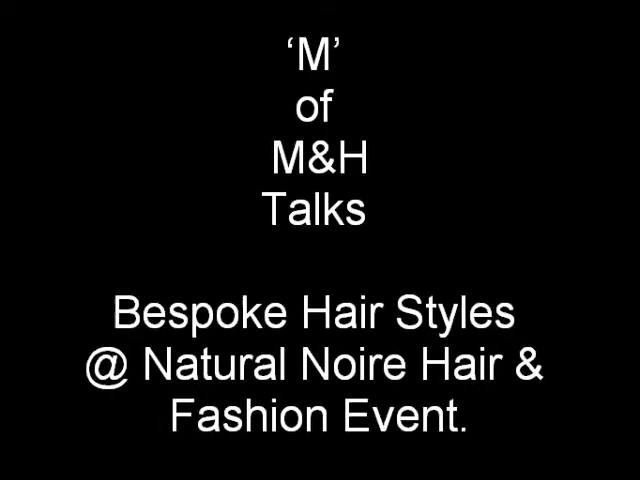 ‘M’
of
M&H
Talks
Bespoke Hair Styles
@ Natural Noire Hair &
Fashion Event.